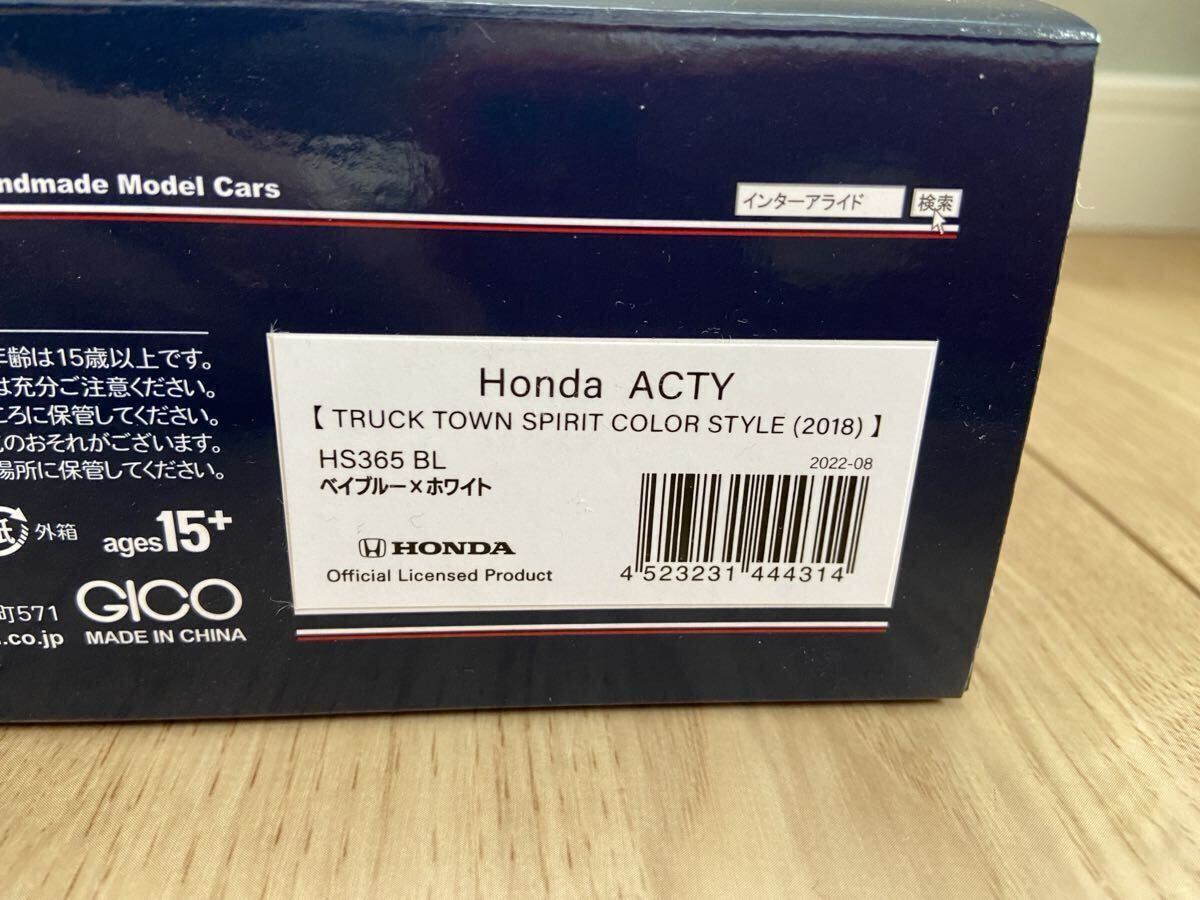 Model Cars
インターアライド 検索
年齢は15歳以上です。
は充分ご注意ください。
ころに保管してください。
のおそれがございます。
場所に保管してください。
紙 外箱 ages15+
町571 GICO
.co.jp MADE IN CHINA
Honda ACTY
【 TRUCK TOWN SPIRIT COLOR STYLE (2018) 】
HS365 BL 2022-08
ベイブルー×ホワイト
HONDA
Official Licensed Product
4 523231 444314